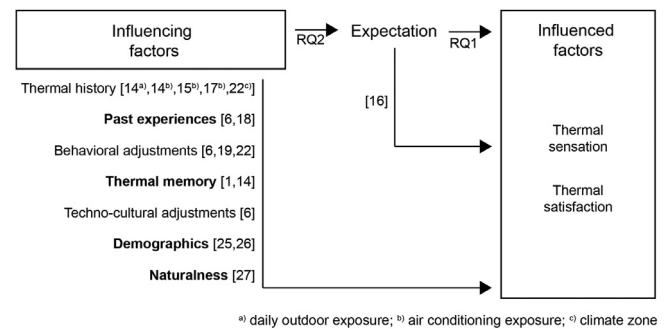 Influencing
factors
RQ2
Expectation
RQ1
Influenced
factors
Thermal history [14a),14b),15b),17b),22c)]
Past experiences [6,18]
Behavioral adjustments [6,19,22]
Thermal memory [1,14]
Techno-cultural adjustments [6]
Demographics [25,26]
Naturalness [27]
[16]
Thermal
sensation
Thermal
satisfaction
a) daily outdoor exposure; b) air conditioning exposure; c) climate zone